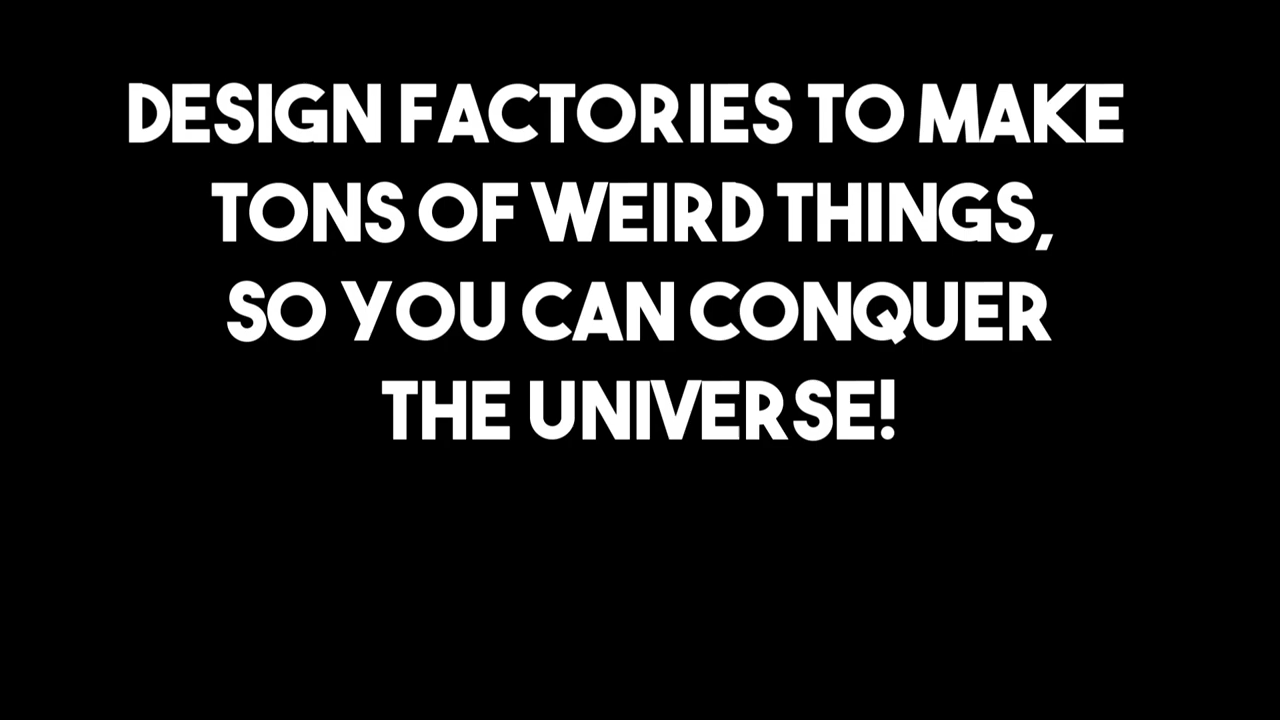 DESIGN FACTORIES TO MAKE
TONS OF WEIRD THINGS,
SO YOU CAN CONQUER
THE UNIVERSE!